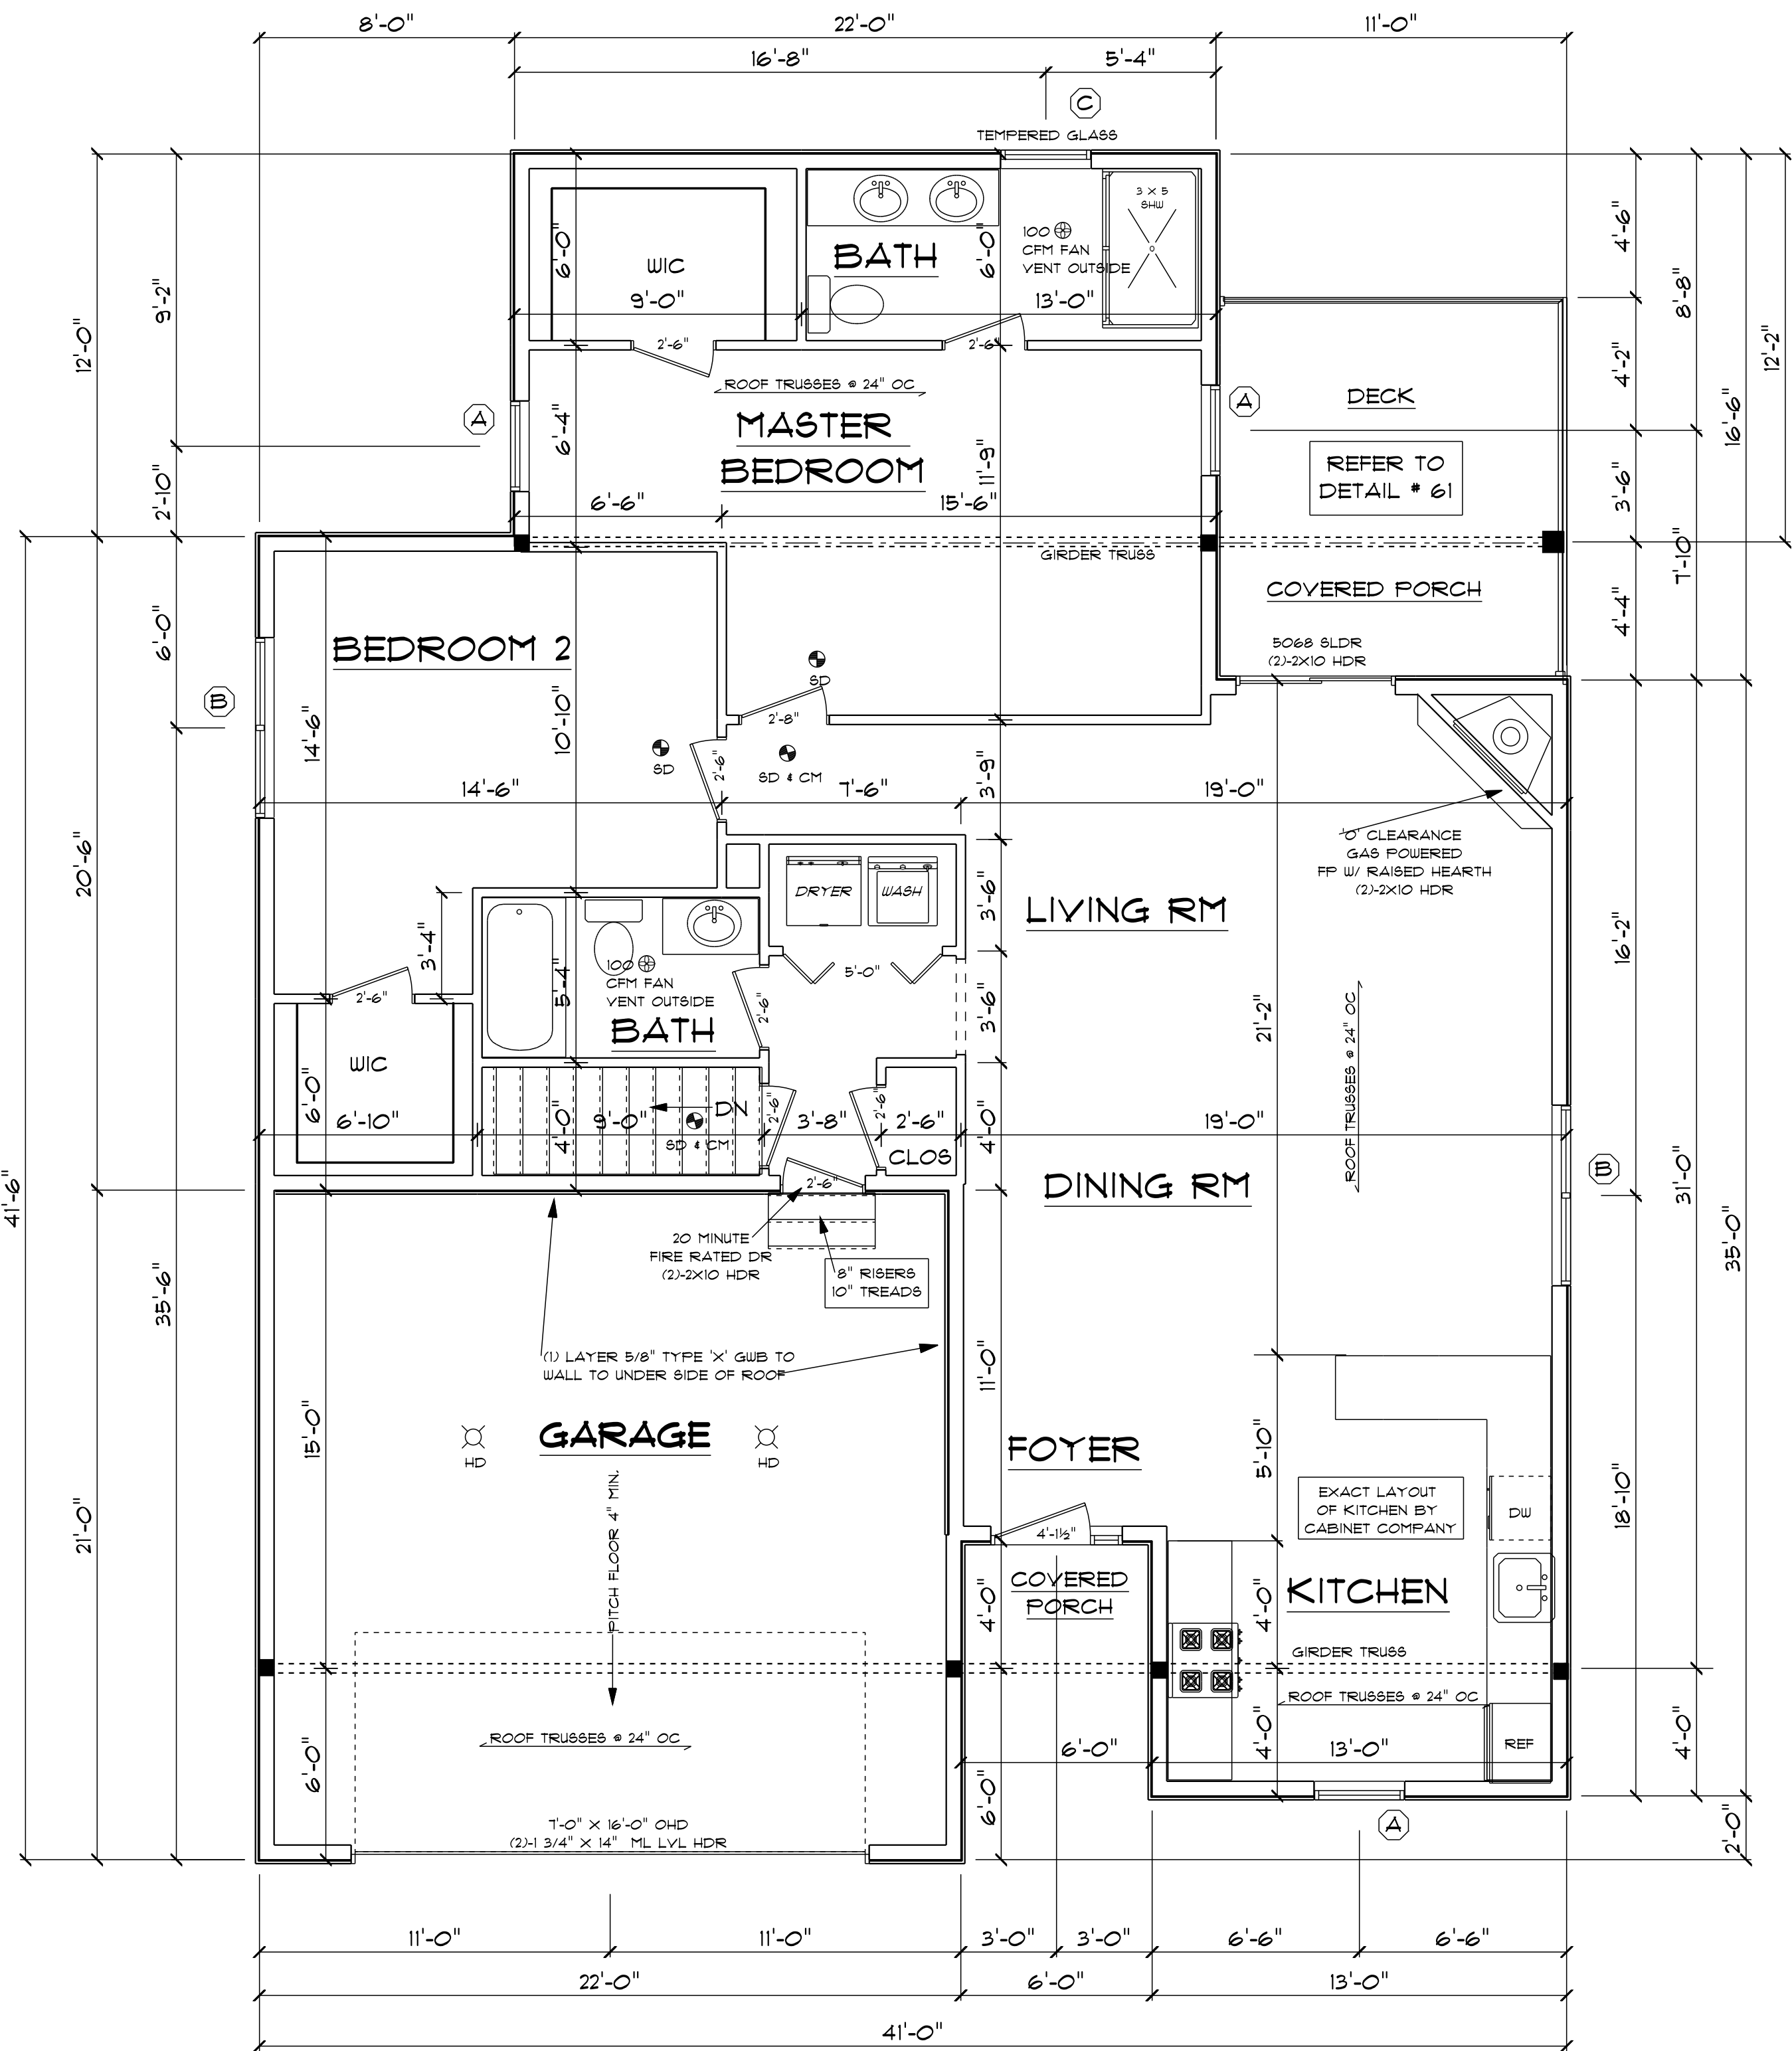 8'-0"
22'-0"
11'-0"
16'-8"
5'-4"
C
TEMPERED GLASS
3 X 5
SHW
6'-0"
WIC
BATH
6'-0"
100
CFM FAN
VENT OUTSIDE
9'-0"
13'-0"
2'-6"
2'-6"
12'-0"
9'-2"
4'-6"
8'-8"
12'-2"
ROOF TRUSSES @ 24" OC
MASTER
BEDROOM
A
6'-4"
11'-9"
A
DECK
4'-2"
16'-6"
REFER TO
DETAIL # 61
2'-10"
3'-6"
6'-6"
15'-6"
GIRDER TRUSS
7'-10"
COVERED PORCH
4'-4"
5068 SLDR
(2)-2X10 HDR
6'-0"
BEDROOM 2
B
14'-6"
10'-10"
SD
2'-8"
SD
2'-6"
SD & CM
14'-6"
7'-6"
3'-9"
19'-0"
'O' CLEARANCE
GAS POWERED
FP W/ RAISED HEARTH
(2)-2X10 HDR
20'-6"
DRYER
WASH
3'-6"
LIVING RM
16'-2"
3'-4"
5'-4"
100
CFM FAN
VENT OUTSIDE
BATH
2'-6"
5'-0"
3'-6"
21'-2"
ROOF TRUSSES @ 24" OC
2'-6"
WIC
6'-0"
6'-10"
4'-0"
9'-0"
DN
SD & CM
2'-6"
3'-8"
2'-6"
2'-6"
CLOS
4'-0"
19'-0"
DINING RM
B
31'-0"
41'-6"
2'-6"
20 MINUTE
FIRE RATED DR
(2)-2X10 HDR
8" RISERS
10" TREADS
35'-6"
35'-0"
(1) LAYER 5/8" TYPE 'X' GWB TO
WALL TO UNDER SIDE OF ROOF
11'-0"
15'-0"
GARAGE
HD
HD
FOYER
5'-10"
PITCH FLOOR 4" MIN.
EXACT LAYOUT
OF KITCHEN BY
CABINET COMPANY
DW
21'-0"
18'-10"
4'-1½"
COVERED
PORCH
4'-0"
4'-0"
KITCHEN
GIRDER TRUSS
ROOF TRUSSES @ 24" OC
ROOF TRUSSES @ 24" OC
6'-0"
6'-0"
6'-0"
4'-0"
13'-0"
REF
4'-0"
7'-0" X 16'-0" OHD
(2)-1 3/4" X 14" ML LVL HDR
A
2'-0"
11'-0"
11'-0"
3'-0"
3'-0"
6'-6"
6'-6"
22'-0"
6'-0"
13'-0"
41'-0"